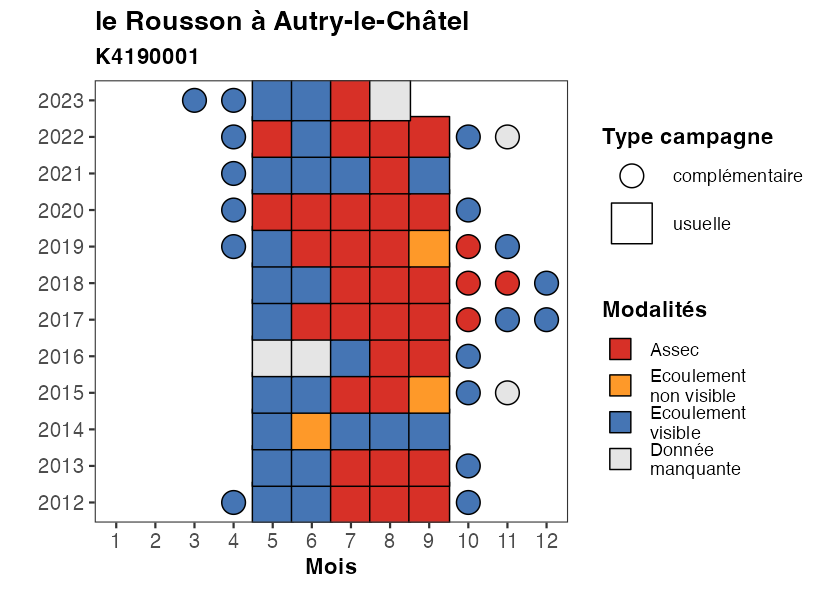 le Rousson à Autry-le-Châtel
K4190001
2023
2022
2021
2020
2019
2018
2017
2016
2015
2014
2013
2012
1 2 3 4 5 6 7 8 9 10 11 12
Mois
Type campagne
complémentaire
usuelle
Modalités
Assec
Ecoulement
non visible
Ecoulement
visible
Donnée
manquante